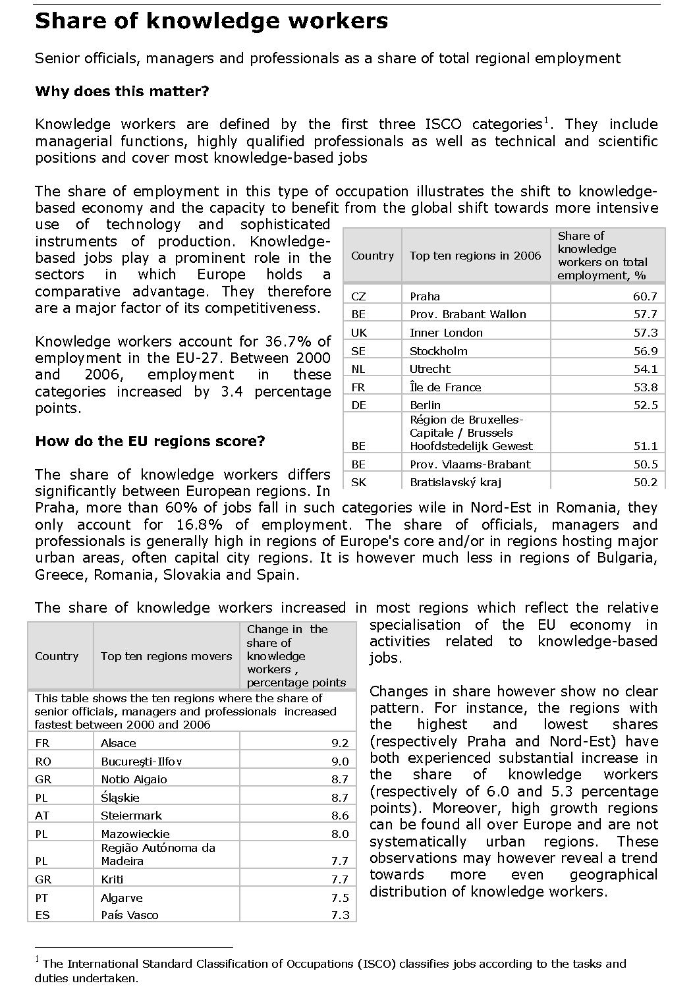 Share of knowledge workers
Senior officials, managers and professionals as a share of total regional employment
Why does this matter?
Knowledge workers are defined by the first three ISCO categories1. They include
managerial functions, highly qualified professionals as well as technical and scientific
positions and cover most knowledge-based jobs
The share of employment in this type of occupation illustrates the shift to knowledge-
based economy and the capacity to benefit from the global shift towards more intensive
use of technology and sophisticated
instruments of production. Knowledge-
based jobs play a prominent role in the
sectors in which Europe holds a
comparative advantage. They therefore
are a major factor of its competitiveness.
Knowledge workers account for 36.7% of
employment in the EU-27. Between 2000
and 2006, employment in these
categories increased by 3.4 percentage
points.
Country Top ten regions in 2006 Share of
knowledge
workers on total
employment, %
CZ Praha 60.7
BE Prov. Brabant Wallon 57.7
UK Inner London 57.3
SE Stockholm 56.9
NL Utrecht 54.1
FR Île de France 53.8
DE Berlin 52.5
Région de Bruxelles-
Capitale / Brussels
BE Hoofdstedelijk Gewest 51.1
BE Prov. Vlaams-Brabant 50.5
SK Bratislavský kraj 50.2
How do the EU regions score?
The share of knowledge workers differs
significantly between European regions. In
Praha, more than 60% of jobs fall in such categories wile in Nord-Est in Romania, they
only account for 16.8% of employment. The share of officials, managers and
professionals is generally high in regions of Europe's core and/or in regions hosting major
urban areas, often capital city regions. It is however much less in regions of Bulgaria,
Greece, Romania, Slovakia and Spain.
The share of knowledge workers increased in most regions which reflect the relative
specialisation of the EU economy in
activities related to knowledge-based
jobs.
Changes in share however show no clear
pattern. For instance, the regions with
the highest and lowest shares
(respectively Praha and Nord-Est) have
both experienced substantial increase in
the share of knowledge workers
(respectively of 6.0 and 5.3 percentage
points). Moreover, high growth regions
can be found all over Europe and are not
systematically urban regions. These
observations may however reveal a trend
towards more even geographical
distribution of knowledge workers.
Country Top ten regions movers Change in the
share of
knowledge
workers ,
percentage points
This table shows the ten regions where the share of
senior officials, managers and professionals increased
fastest between 2000 and 2006
FR Alsace 9.2
RO Bucureşti-Ilfov 9.0
GR Notio Aigaio 8.7
PL Śląskie 8.7
AT Steiermark 8.6
PL Mazowieckie 8.0
Região Autónoma da
PL Madeira 7.7
GR Kriti 7.7
PT Algarve 7.5
ES País Vasco 7.3
1 The International Standard Classification of Occupations (ISCO) classifies jobs according to the tasks and
duties undertaken.